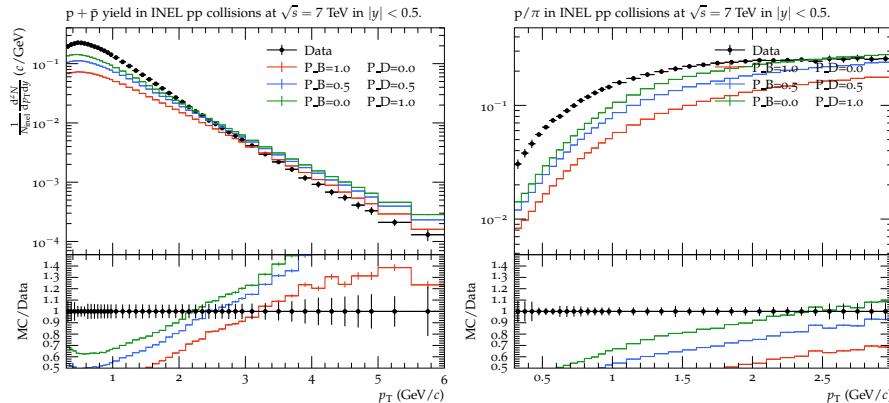 p + p̄ yield in INEL pp collisions at √s = 7 TeV in |y| < 0.5.
1/N_inel d²N/dp_T dy (c/GeV)
10⁻¹
10⁻²
10⁻³
10⁻⁴
Data
P_B=1.0 P_D=0.0
P_B=0.5 P_D=0.5
P_B=0.0 P_D=1.0
MC/Data
1.4
1.3
1.2
1.1
1
0.9
0.8
0.7
0.6
0.5
1 2 3 4 5 6
p_T (GeV/c)
p/π in INEL pp collisions at √s = 7 TeV in |y| < 0.5.
10⁻¹
10⁻²
Data
P_B=1.0 P_D=0.0
P_B=0.5 P_D=0.5
P_B=0.0 P_D=1.0
MC/Data
1.4
1.3
1.2
1.1
1
0.9
0.8
0.7
0.6
0.5
0.5 1 1.5 2 2.5
p_T (GeV/c)